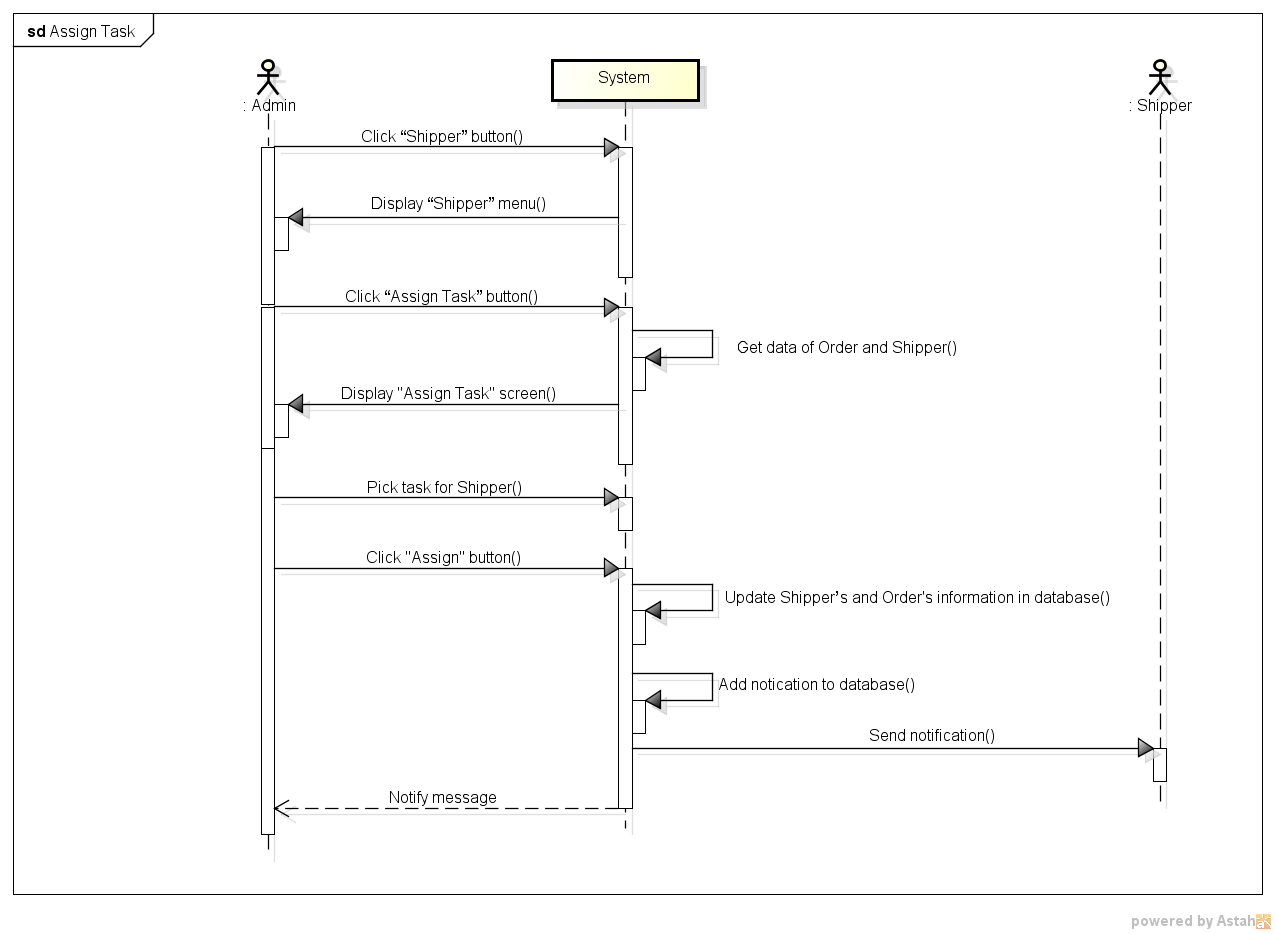 sd Assign Task
System
: Admin
: Shipper
Click “Shipper” button()
Display “Shipper” menu()
Click “Assign Task” button()
Get data of Order and Shipper()
Display "Assign Task" screen()
Pick task for Shipper()
Click "Assign" button()
Update Shipper’s and Order's information in database()
Add notication to database()
Send notification()
Notify message
powered by Astah